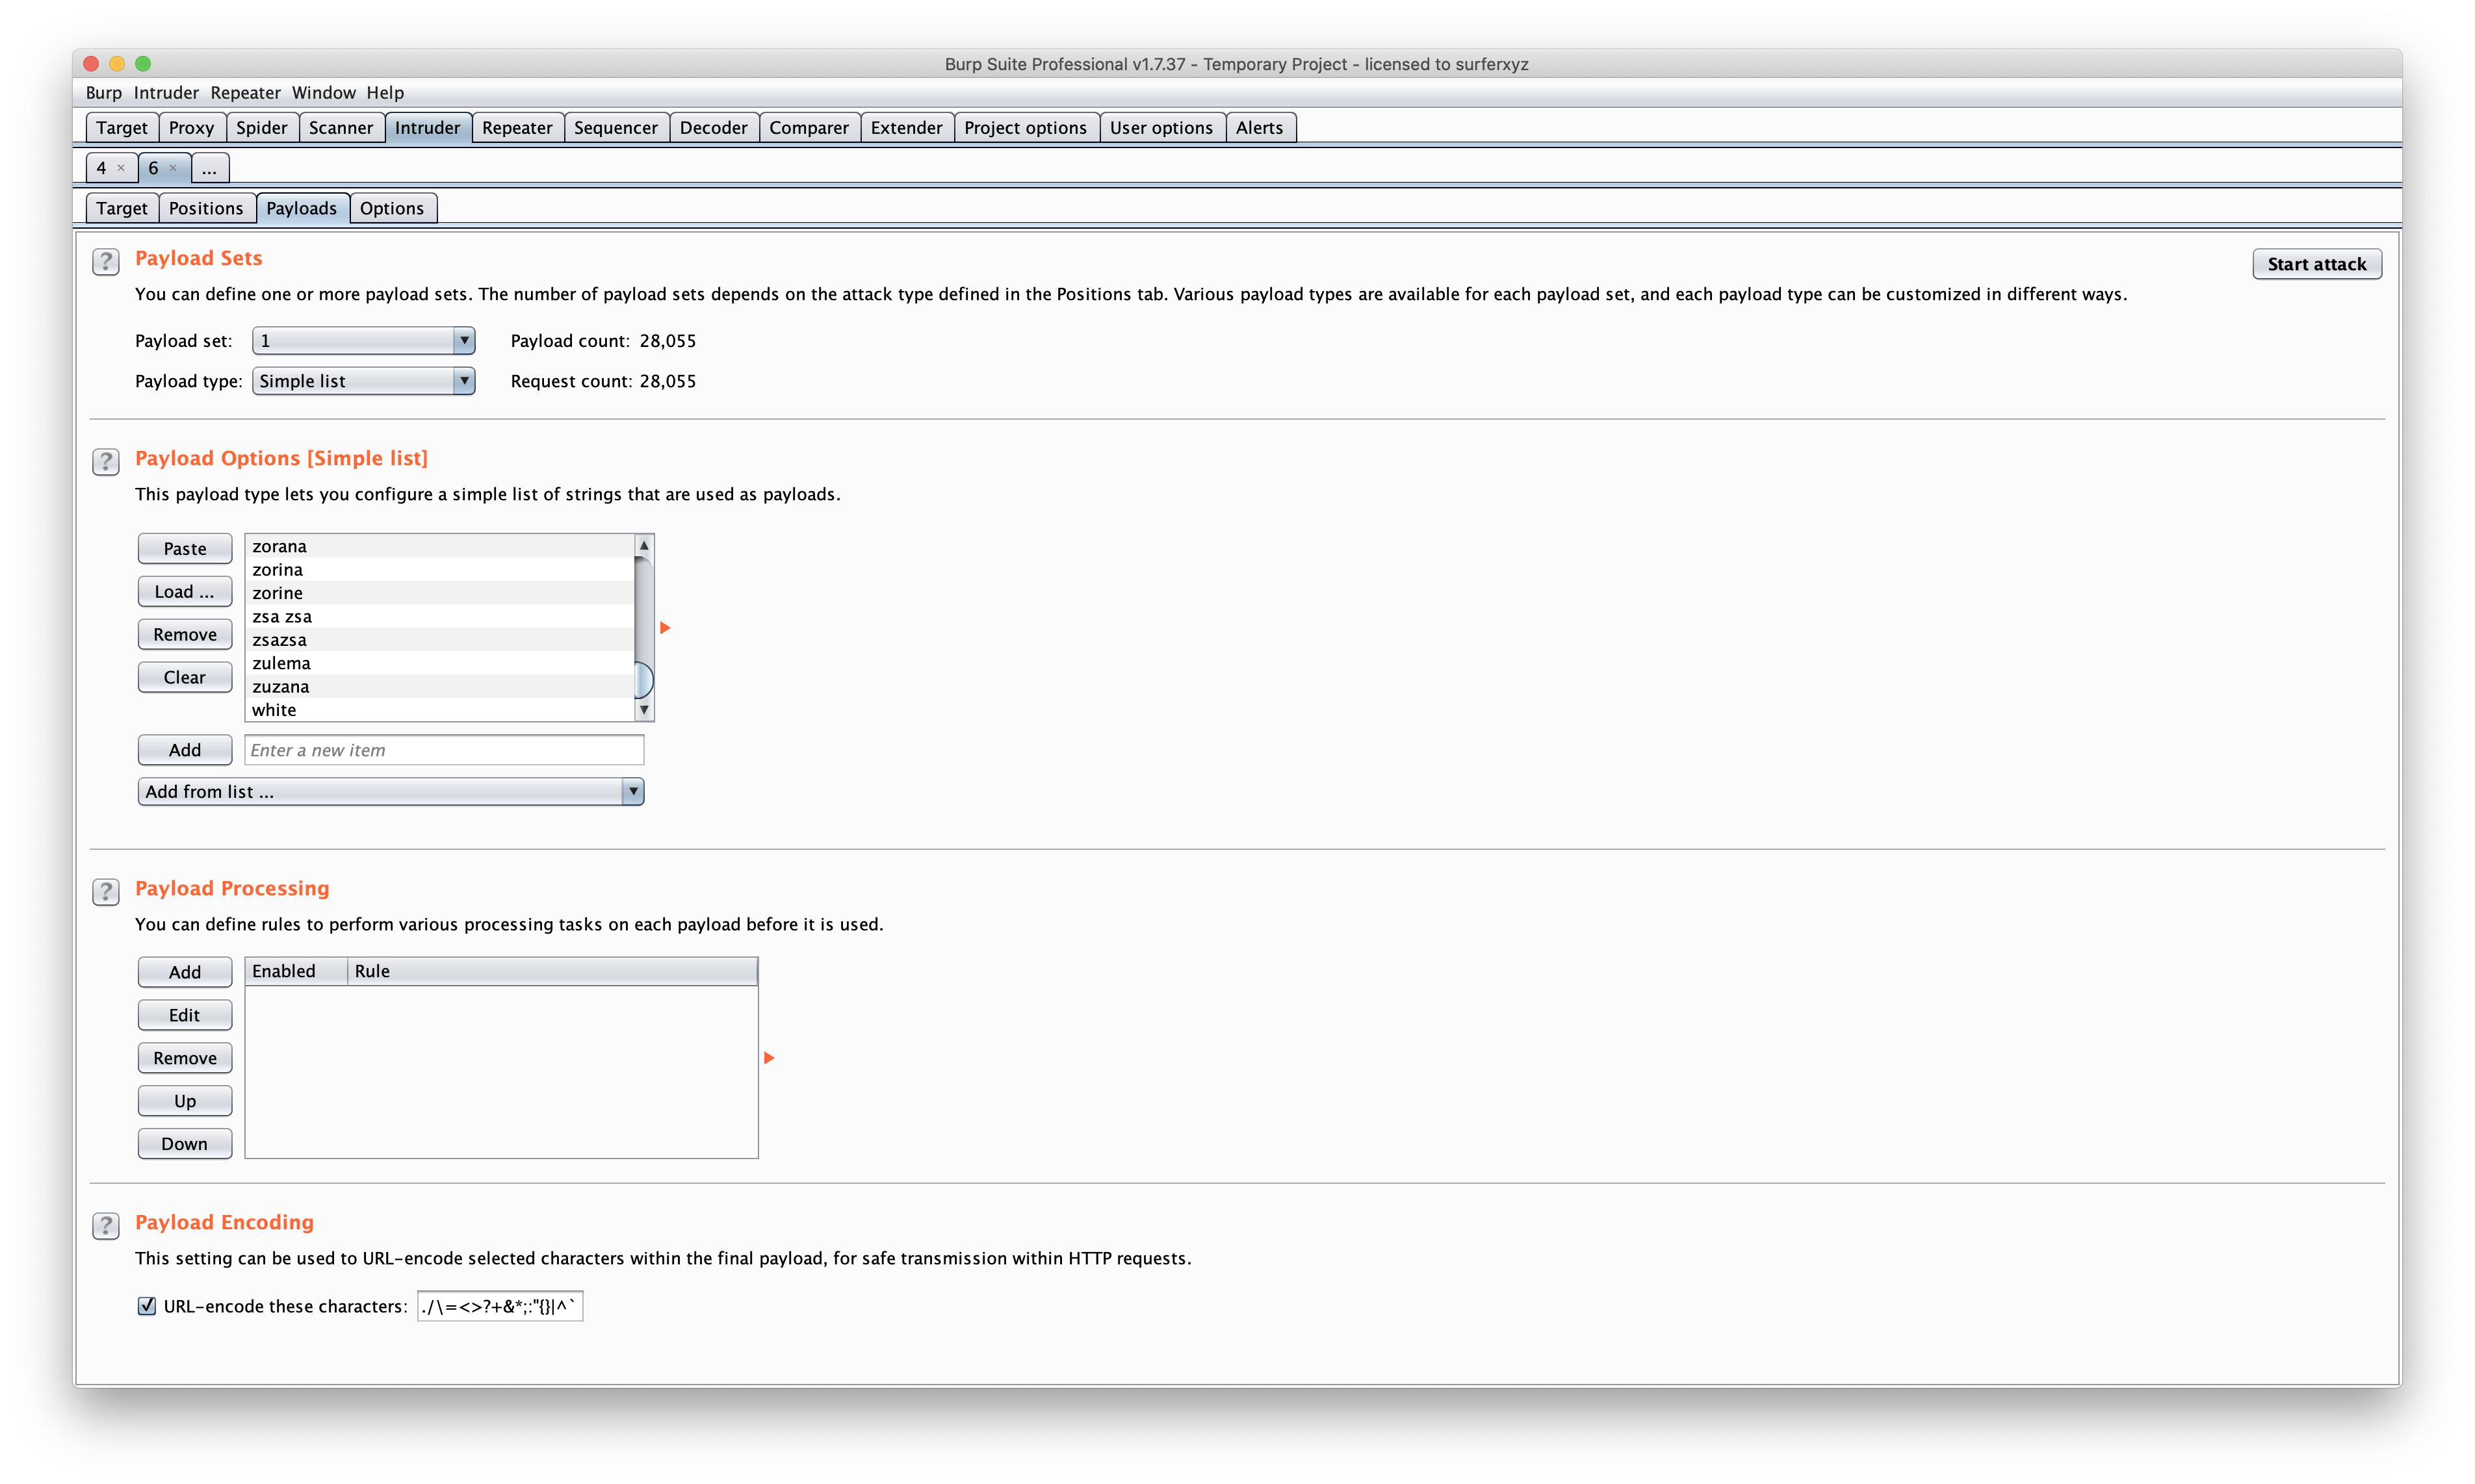 Burp Suite Professional v1.7.37 - Temporary Project - licensed to surferxyz
Burp Intruder Repeater Window Help
Target Proxy Spider Scanner Intruder Repeater Sequencer Decoder Comparer Extender Project options User options Alerts
4 × 6 × ...
Target Positions Payloads Options
? Payload Sets Start attack
You can define one or more payload sets. The number of payload sets depends on the attack type defined in the Positions tab. Various payload types are available for each payload set, and each payload type can be customized in different ways.
Payload set: 1 Payload count: 28,055
Payload type: Simple list Request count: 28,055
? Payload Options [Simple list]
This payload type lets you configure a simple list of strings that are used as payloads.
Paste
Load ...
Remove
Clear
zorana
zorina
zorine
zsa zsa
zsazsa
zulema
zuzana
white
Add Enter a new item
Add from list ...
? Payload Processing
You can define rules to perform various processing tasks on each payload before it is used.
Add
Edit
Remove
Up
Down
Enabled Rule
? Payload Encoding
This setting can be used to URL-encode selected characters within the final payload, for safe transmission within HTTP requests.
URL-encode these characters: ./\=<>?+&*;:"{}|^`